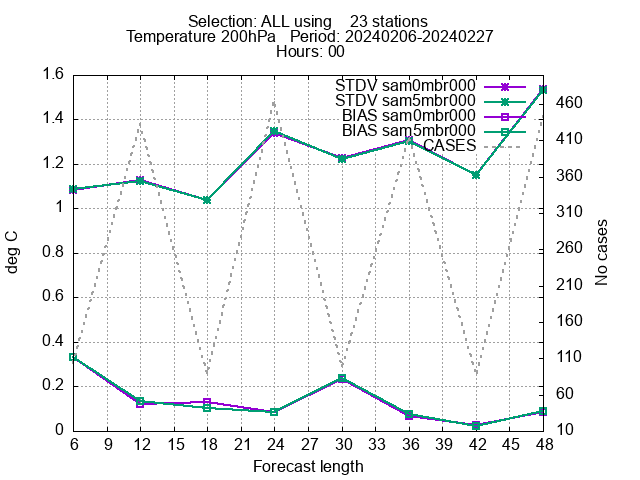 Selection: ALL using 23 stations
Temperature 200hPa Period: 20240206-20240227
Hours: 00
STDV sam0mbr000
STDV sam5mbr000
BIAS sam0mbr000
BIAS sam5mbr000
CASES
deg C
1.6
1.4
1.2
1
0.8
0.6
0.4
0.2
0
No cases
460
410
360
310
260
210
160
110
60
10
6 9 12 15 18 21 24 27 30 33 36 39 42 45 48
Forecast length